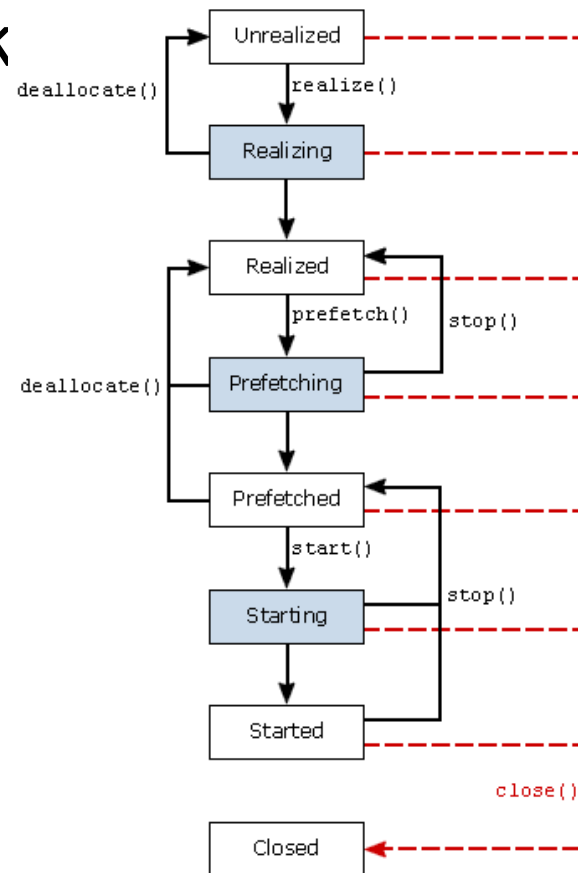 Unrealized
deallocate()
realize()
Realizing
Realized
prefetch()
stop()
deallocate()
Prefetching
Prefetched
start()
stop()
Starting
Started
close()
Closed